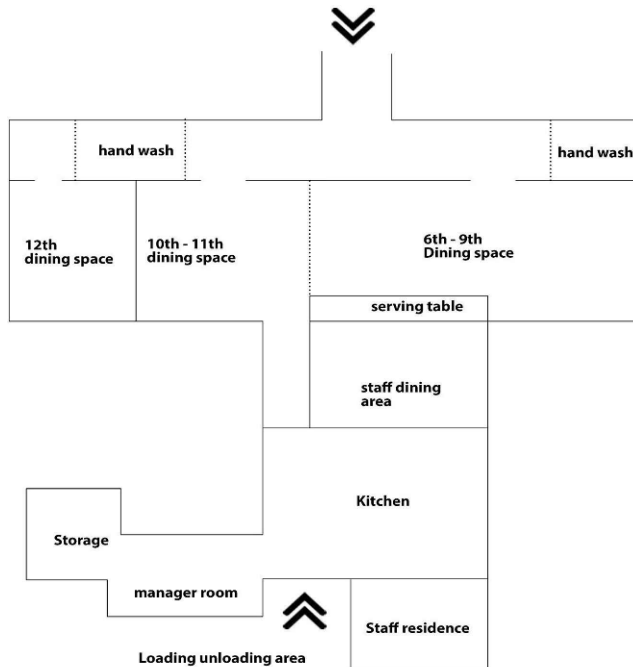 hand wash
hand wash
12th
dining space
10th - 11th
dining space
6th - 9th
Dining space
serving table
staff dining
area
Kitchen
Storage
manager room
Staff residence
Loading unloading area